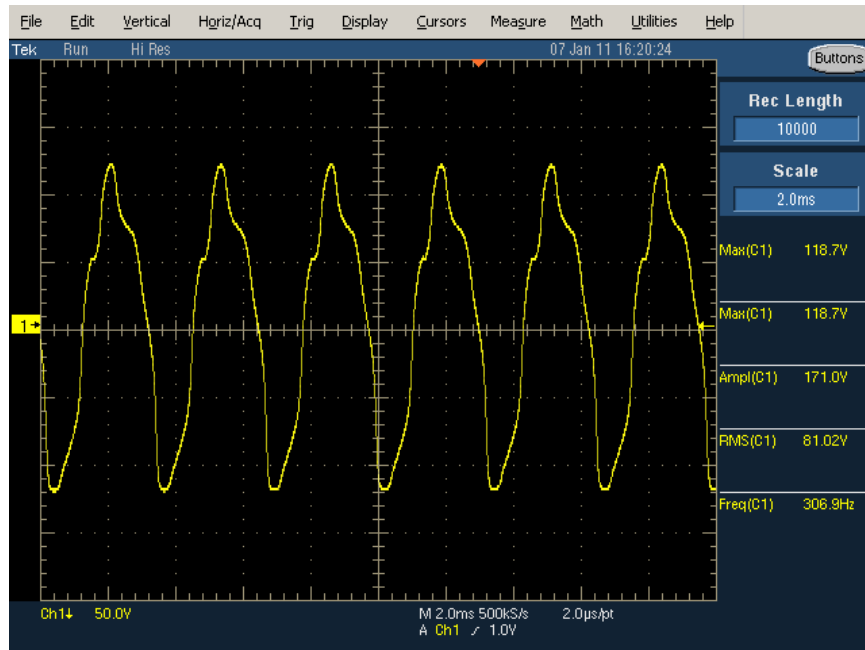 File Edit Vertical Horiz/Acq Trig Display Cursors Measure Math Utilities Help
Tek Run Hi Res 07 Jan 11 16:20:24
Buttons
Rec Length
10000
Scale
2.0ms
Max(C1) 118.7V
1
Max(C1) 118.7V
Ampl(C1) 171.0V
RMS(C1) 81.02V
Freq(C1) 306.9Hz
Ch1↓ 50.0V M 2.0ms 500kS/s 2.0µs/pt
A Ch1 ⁄ 1.0V